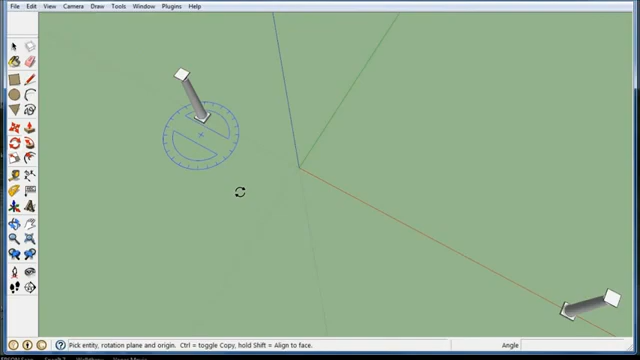 File Edit View Camera Draw Tools Window Plugins Help
Pick entity, rotation plane and origin. Ctrl = toggle Copy, hold Shift = Align to face.
Angle